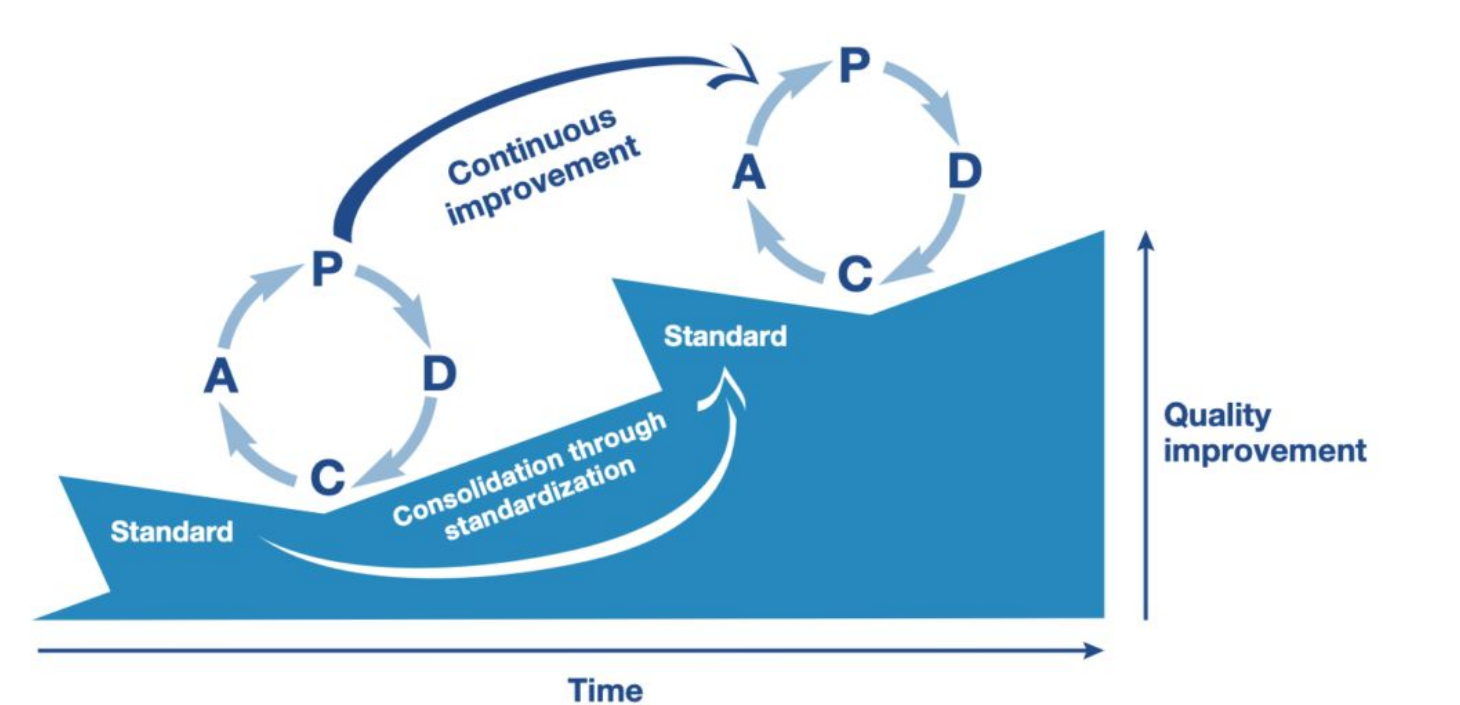 P
Continuous
improvement
A
D
C
P
A
D
C
Standard
Standard
Consolidation through
standardization
Quality
improvement
Time